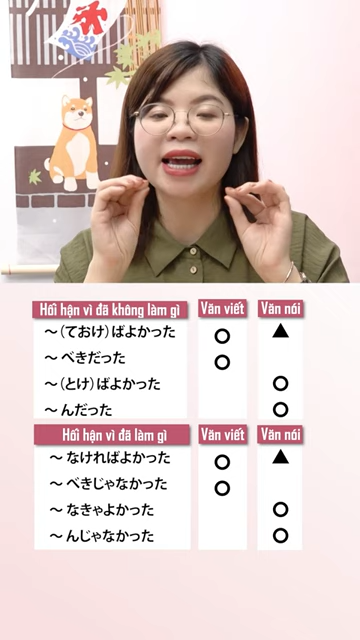 氷
Hối hận vì đã không làm gì Văn viết Văn nói
～（ておけ）ばよかった ○ ▲
～べきだった ○
～（とけ）ばよかった ○
～んだった ○
Hối hận vì đã làm gì Văn viết Văn nói
～なければよかった ○ ▲
～べきじゃなかった ○
～なきゃよかった ○
～んじゃなかった ○